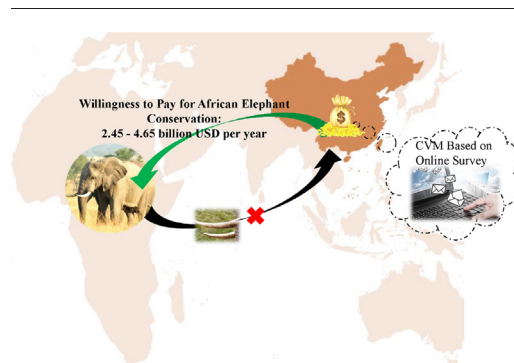 Willingness to Pay for African Elephant
Conservation:
2.45 - 4.65 billion USD per year
$
CVM Based on
Online Survey